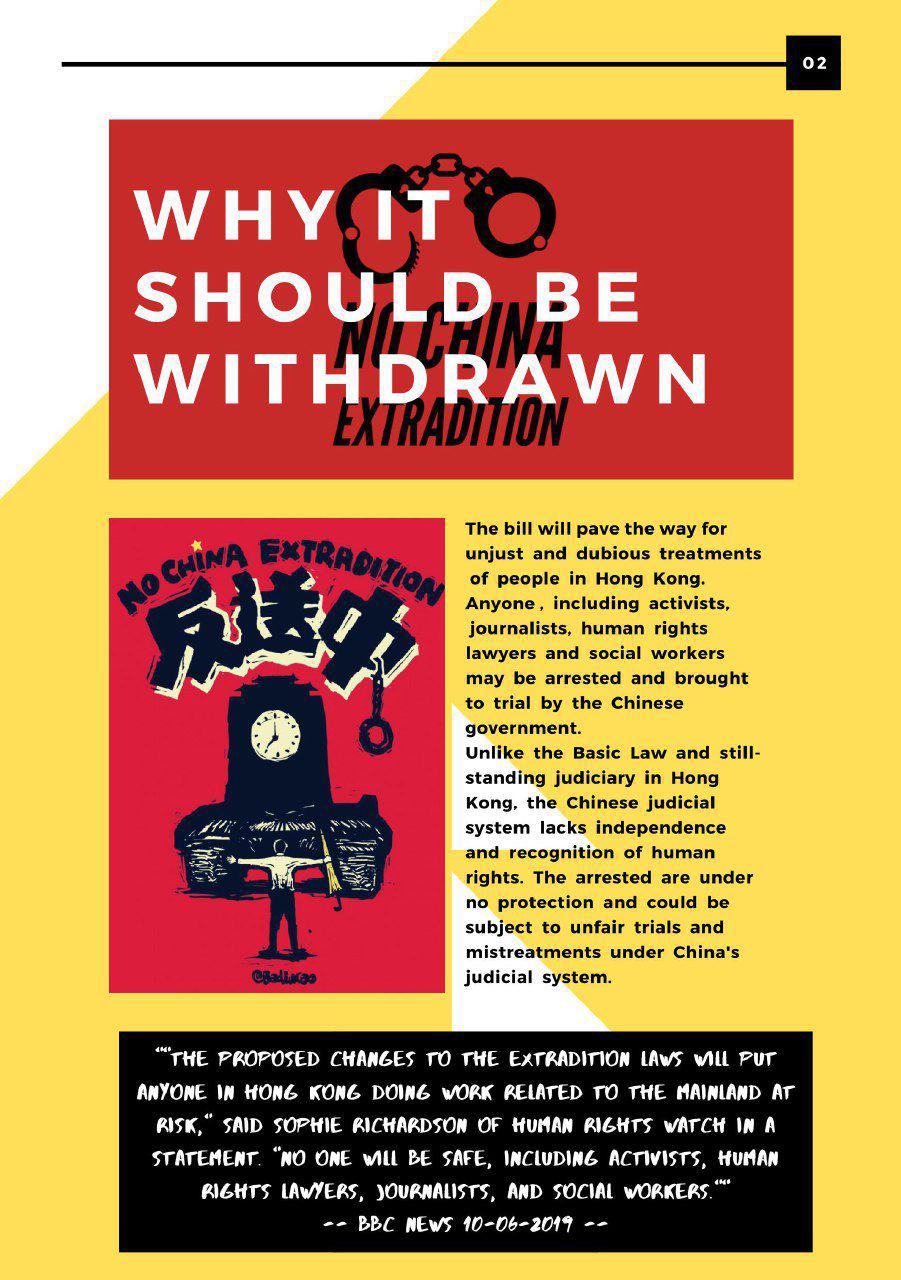 02
WHY IT
SHOULD BE
WITHDRAWN
NO CHINA
EXTRADITION
NO CHINA EXTRADITION
反送中
@badiucao
The bill will pave the way for
unjust and dubious treatments
of people in Hong Kong.
Anyone , including activists,
journalists, human rights
lawyers and social workers
may be arrested and brought
to trial by the Chinese
government.
Unlike the Basic Law and still-
standing judiciary in Hong
Kong, the Chinese judicial
system lacks independence
and recognition of human
rights. The arrested are under
no protection and could be
subject to unfair trials and
mistreatments under China's
judicial system.
""THE PROPOSED CHANGES TO THE EXTRADITION LAWS WILL PUT
ANYONE IN HONG KONG DOING WORK RELATED TO THE MAINLAND AT
RISK," SAID SOPHIE RICHARDSON OF HUMAN RIGHTS WATCH IN A
STATEMENT. "NO ONE WILL BE SAFE, INCLUDING ACTIVISTS, HUMAN
RIGHTS LAWYERS, JOURNALISTS, AND SOCIAL WORKERS.""
-- BBC NEWS 10-06-2019 --